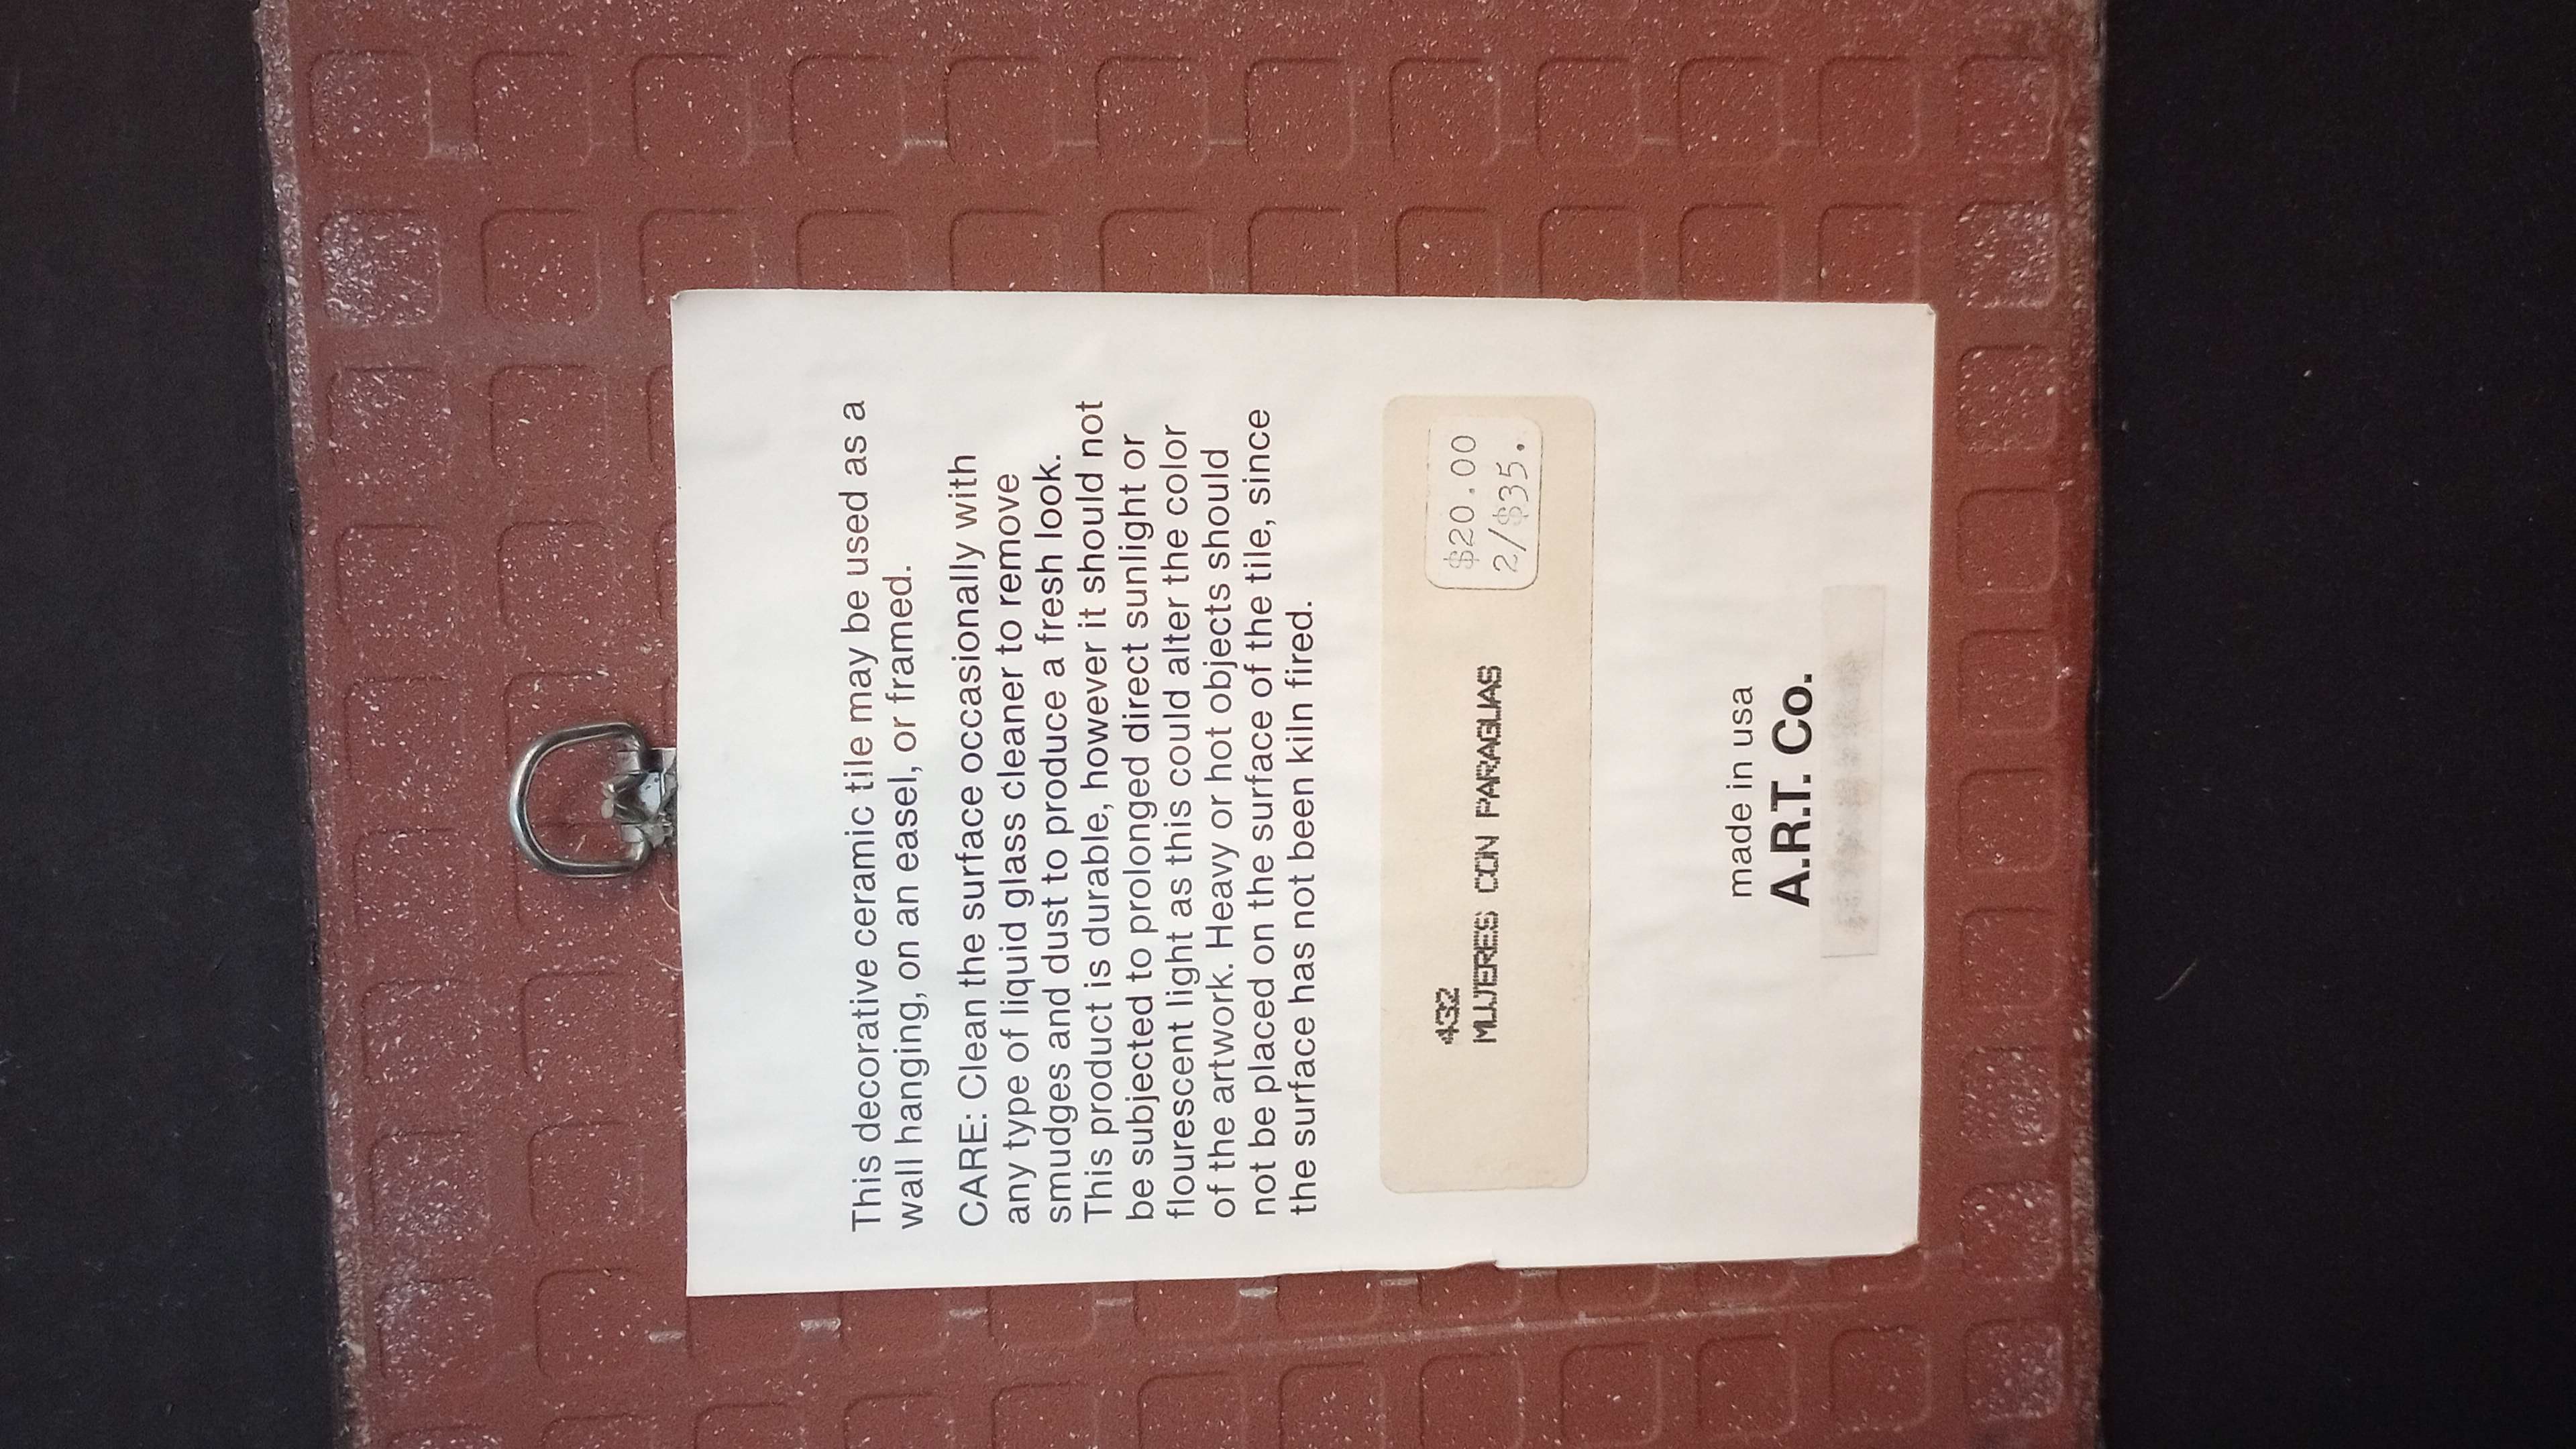 This decorative ceramic tile may be used as a
wall hanging, on an easel, or framed.
CARE: Clean the surface occasionally with
any type of liquid glass cleaner to remove
smudges and dust to produce a fresh look.
This product is durable, however it should not
be subjected to prolonged direct sunlight or
flourescent light as this could alter the color
of the artwork. Heavy or hot objects should
not be placed on the surface of the tile, since
the surface has not been kiln fired.
432
MUJERES CON PARAGUAS
$20.00
2/$35.
made in usa
A.R.T. Co.